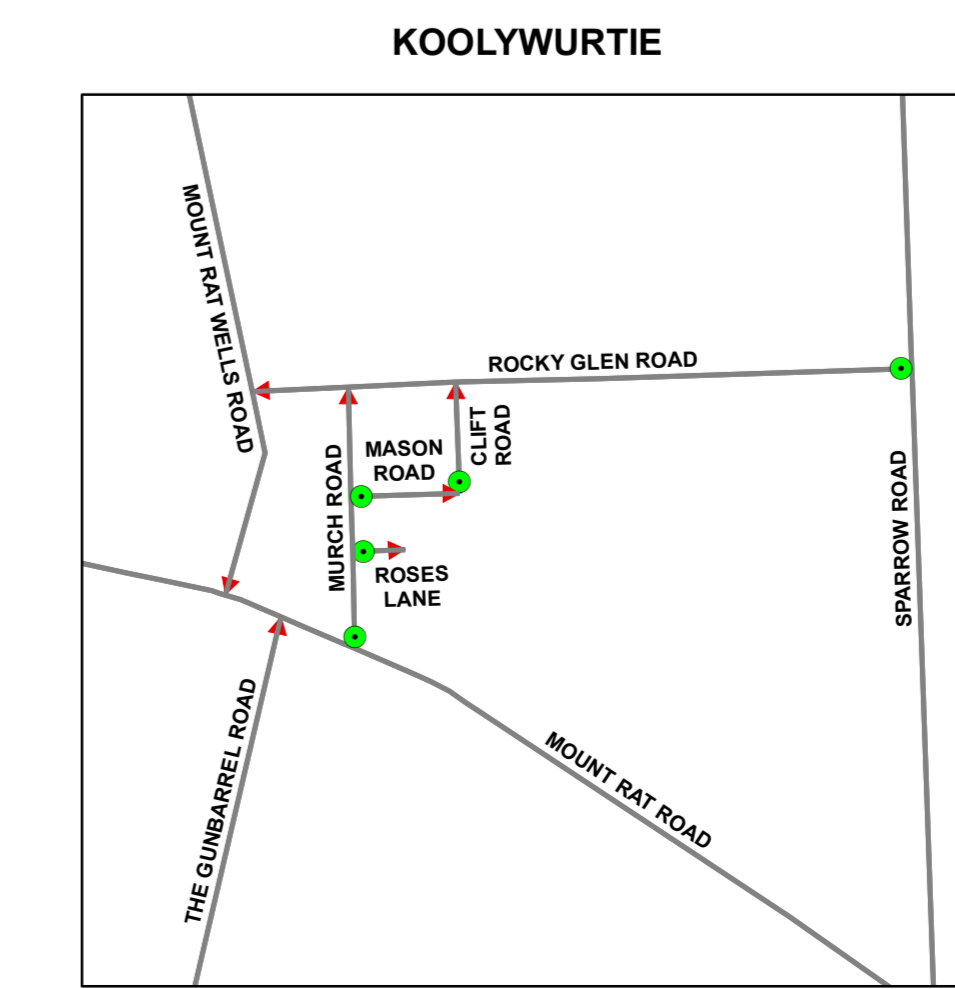 KOOLYWURTIE
MOUNT RAT WELLS ROAD
ROCKY GLEN ROAD
CLIFT
ROAD
MASON
ROAD
MURCH ROAD
SPARROW ROAD
ROSES
LANE
THE GUNBARREL ROAD
MOUNT RAT ROAD